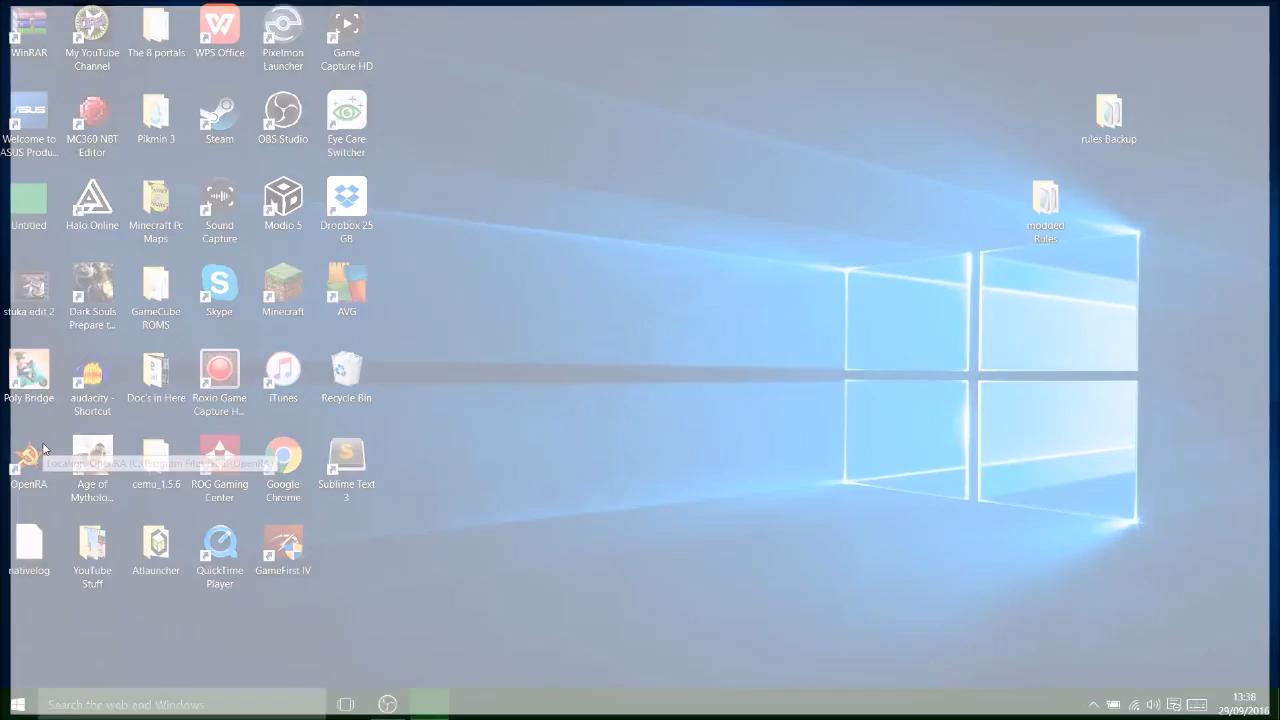 WinRAR
My YouTube
Channel
The 8 portals
WPS Office
Pixelmon
Launcher
Game
Capture HD
ASUS
Welcome to
ASUS Produ...
MC360 NBT
Editor
Pikmin 3
Steam
OBS Studio
Eye Care
Switcher
rules Backup
Untitled
Halo Online
Minecraft Pc
Maps
Sound
Capture
Modio 5
Dropbox 25
GB
modded
Rules
stuka edit 2
Dark Souls
Prepare t...
GameCube
ROMS
Skype
Minecraft
AVG
Poly Bridge
audacity -
Shortcut
Doc's in Here
Roxio Game
Capture H...
iTunes
Recycle Bin
OpenRA
Age of
Mytholo...
cemu_1.5.6
ROG Gaming
Center
Google
Chrome
Sublime Text
3
nativelog
YouTube
Stuff
Atlauncher
QuickTime
Player
GameFirst IV
Search the web and Windows
13:38
29/09/2016